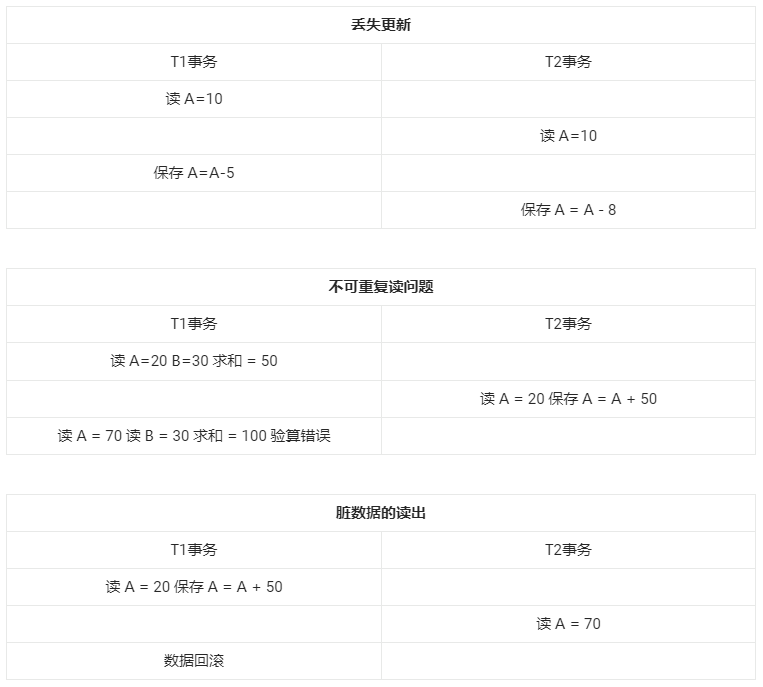 丢失更新
T1事务 T2事务
读 A=10
读 A=10
保存 A=A-5
保存 A = A - 8
不可重复读问题
T1事务 T2事务
读 A=20 B=30 求和 = 50
读 A = 20 保存 A = A + 50
读 A = 70 读 B = 30 求和 = 100 验算错误
脏数据的读出
T1事务 T2事务
读 A = 20 保存 A = A + 50
读 A = 70
数据回滚